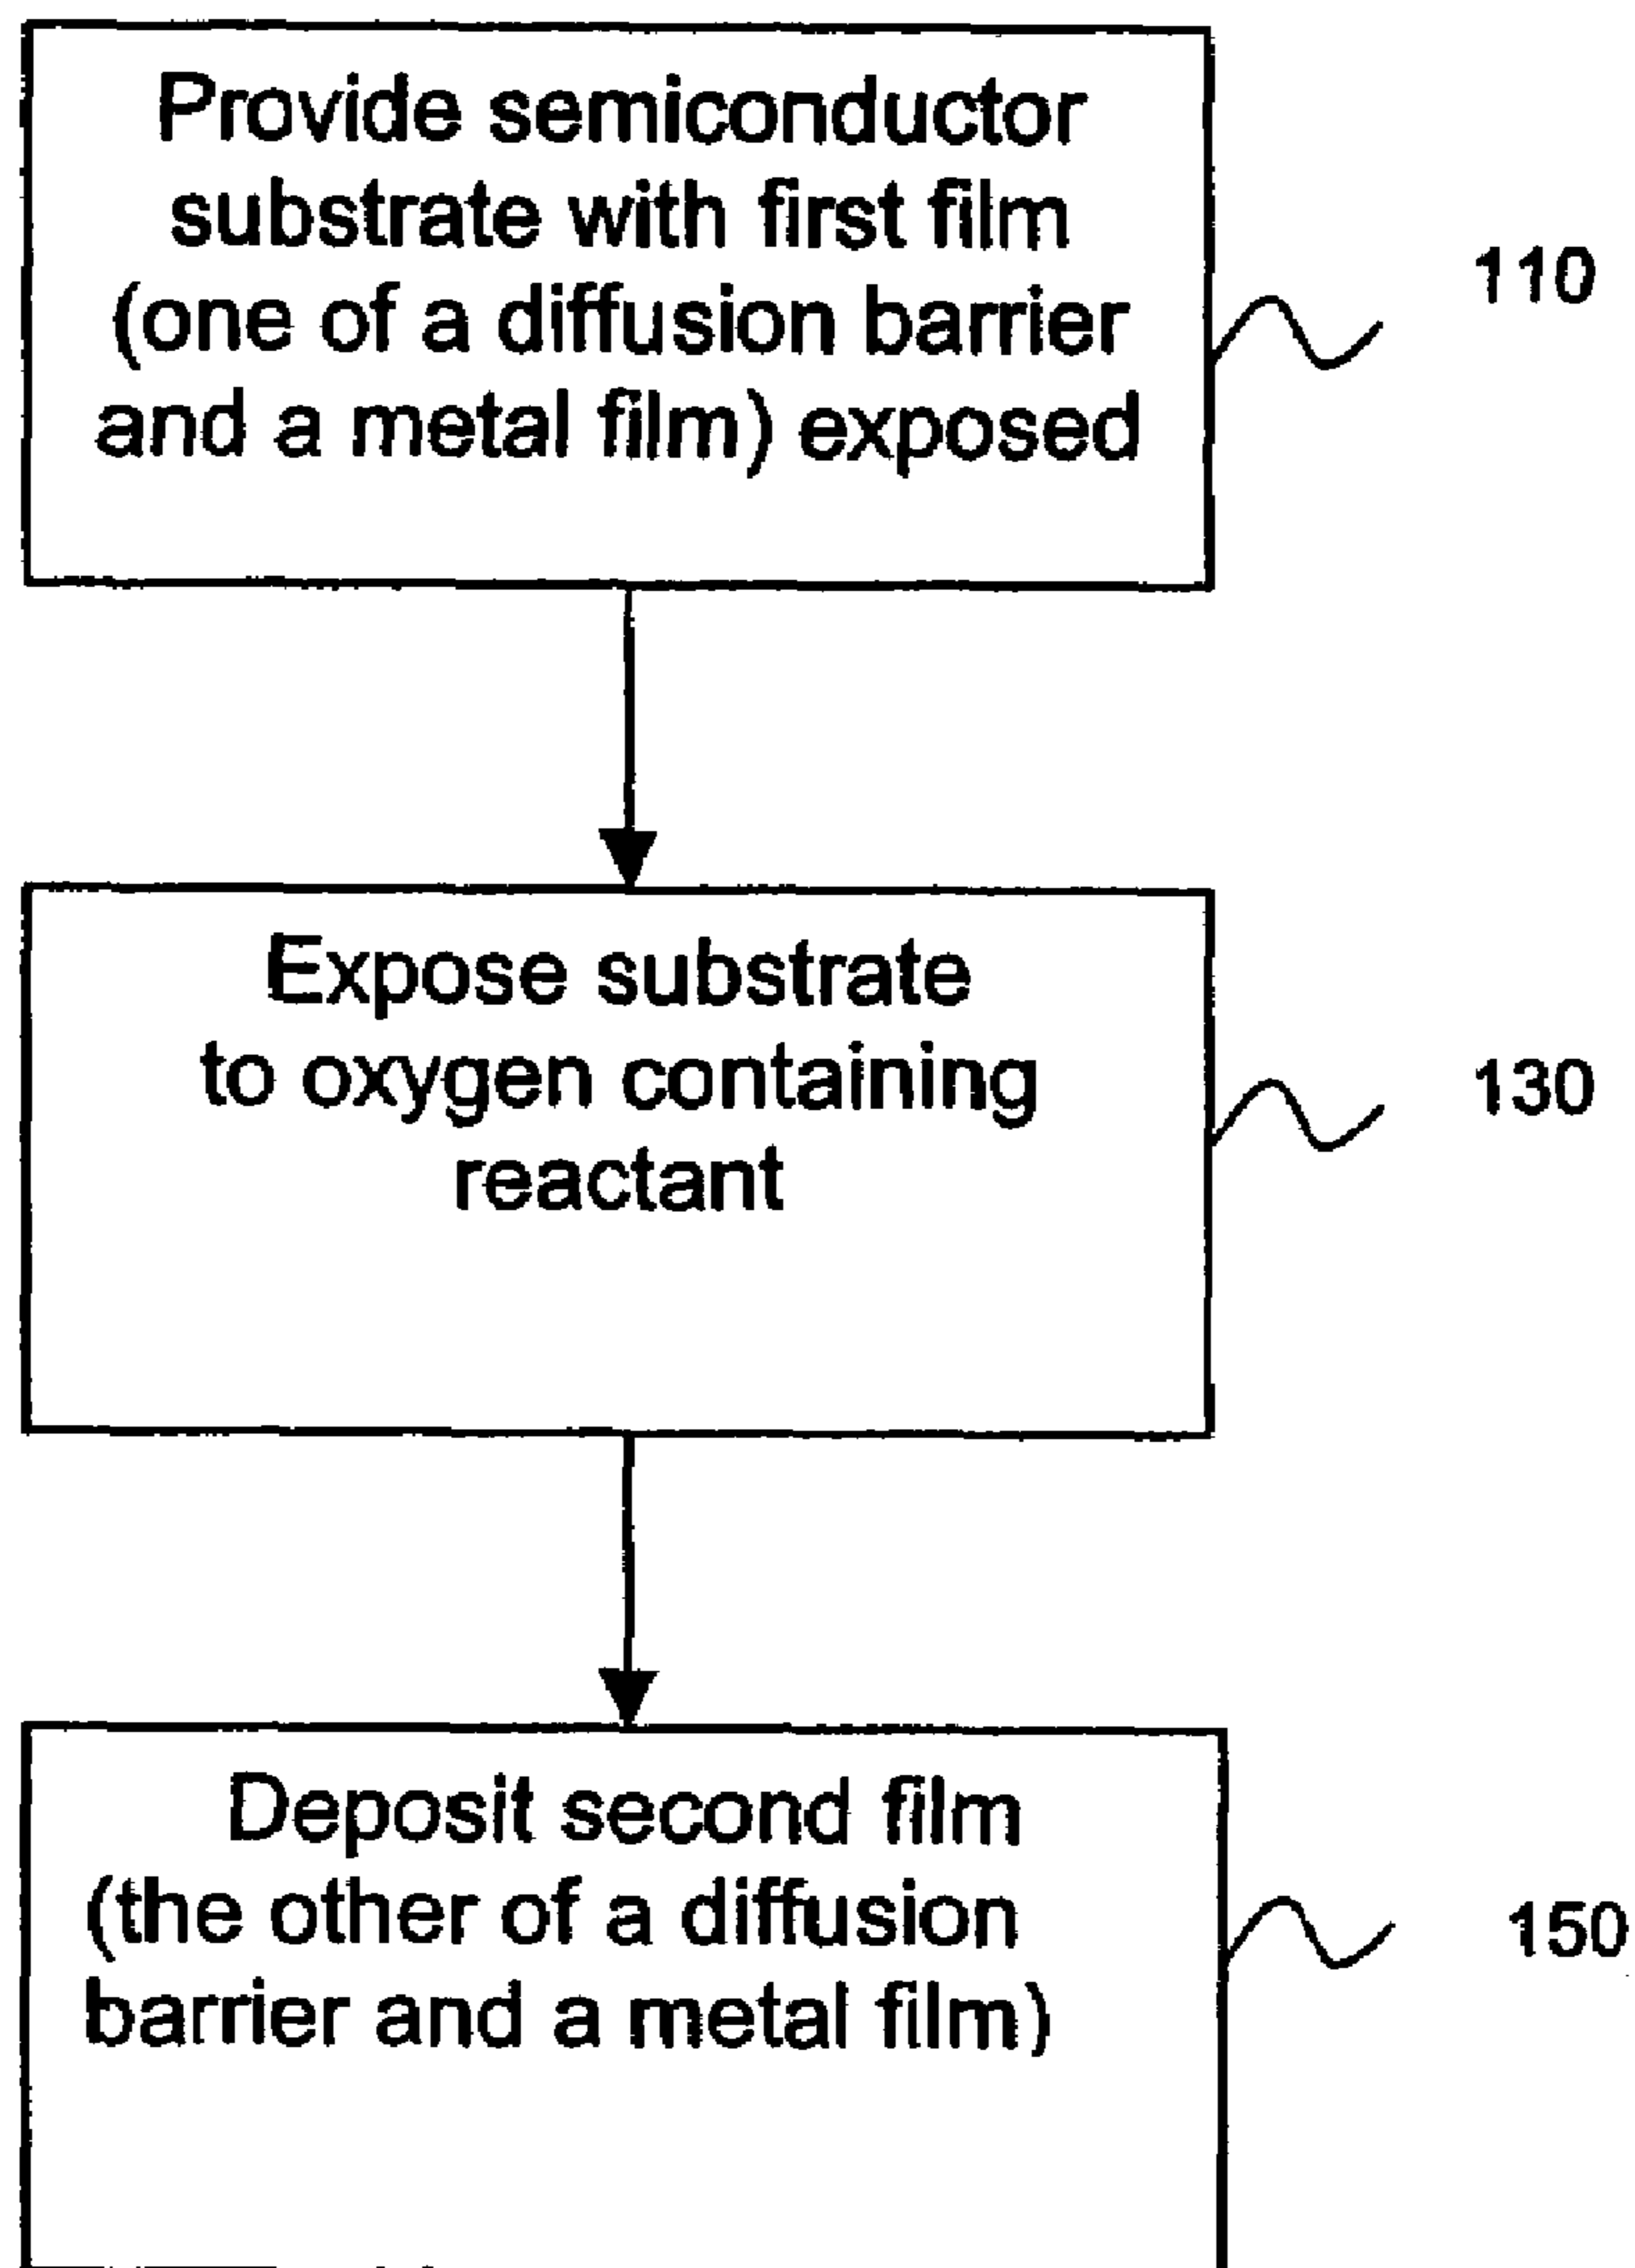 Provide semiconductor
substrate with first film
(one of a diffusion barrier
and a metal film) exposed
110
Expose substrate
to oxygen containing
reactant
130
Deposit second film
(the other of a diffusion
barrier and a metal film)
150